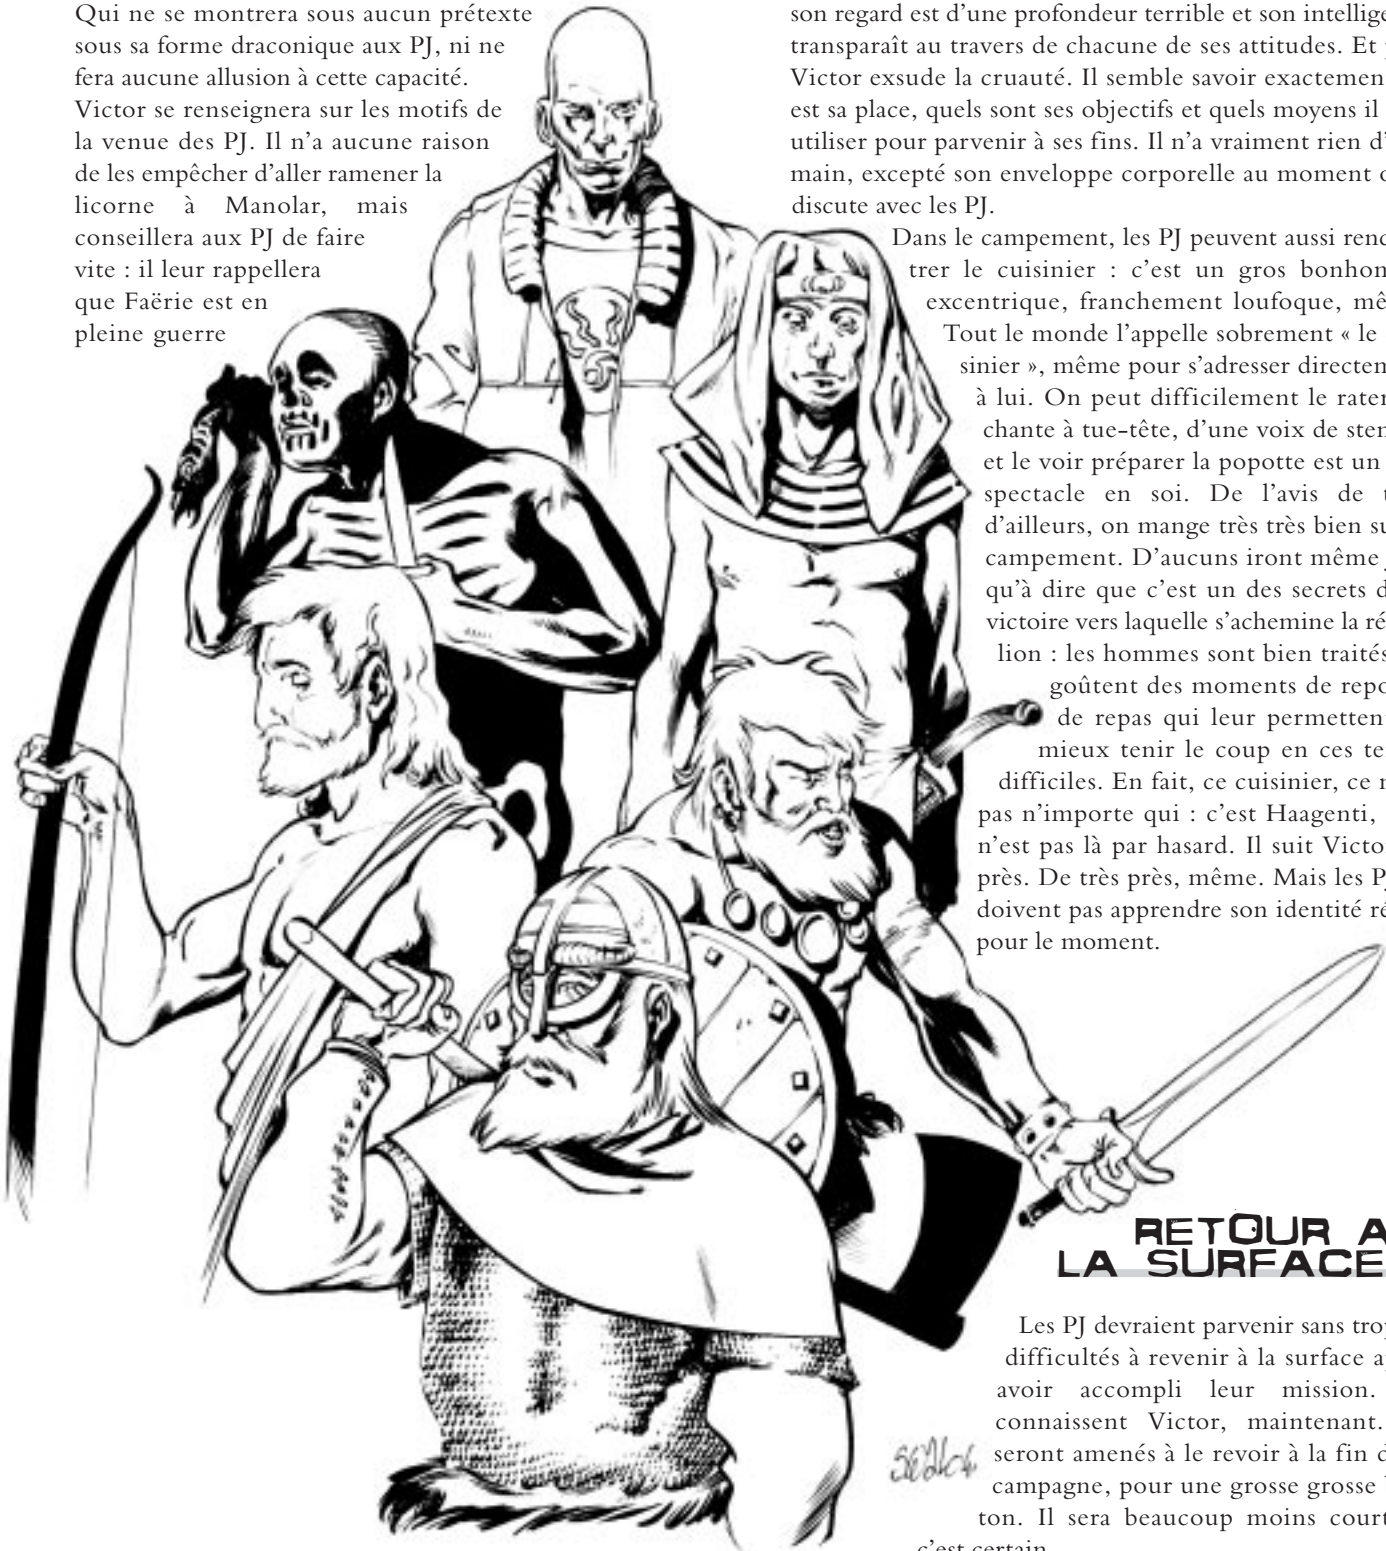 Qui ne se montrera sous aucun prétexte
sous sa forme draconique aux PJ, ni ne
fera aucune allusion à cette capacité.
Victor se renseignera sur les motifs de
la venue des PJ. Il n’a aucune raison
de les empêcher d’aller ramener la
licorne à Manolar, mais
conseillera aux PJ de faire
vite : il leur rappellera
que Faërie est en
pleine guerre
son regard est d’une profondeur terrible et son intellige
transparaît au travers de chacune de ses attitudes. Et
Victor exsude la cruauté. Il semble savoir exactemen
est sa place, quels sont ses objectifs et quels moyens il
utiliser pour parvenir à ses fins. Il n’a vraiment rien d’
main, excepté son enveloppe corporelle au moment o
discute avec les PJ.
Dans le campement, les PJ peuvent aussi renc
trer le cuisinier : c’est un gros bonhom
excentrique, franchement loufoque, mê
Tout le monde l’appelle sobrement « le
sinier », même pour s’adresser directem
à lui. On peut difficilement le rater
chante à tue-tête, d’une voix de sten
et le voir préparer la popotte est un
spectacle en soi. De l’avis de t
d’ailleurs, on mange très très bien su
campement. D’aucuns iront même
qu’à dire que c’est un des secrets d
victoire vers laquelle s’achemine la ré
lion : les hommes sont bien traités
goûtent des moments de repo
de repas qui leur permetten
mieux tenir le coup en ces te
difficiles. En fait, ce cuisinier, ce n
pas n’importe qui : c’est Haagenti,
n’est pas là par hasard. Il suit Victo
près. De très près, même. Mais les PJ
doivent pas apprendre son identité ré
pour le moment.
RETOUR A
LA SURFACE
Les PJ devraient parvenir sans trop
difficultés à revenir à la surface a
avoir accompli leur mission.
connaissent Victor, maintenant.
seront amenés à le revoir à la fin d
campagne, pour une grosse grosse
ton. Il sera beaucoup moins court
c’est certain